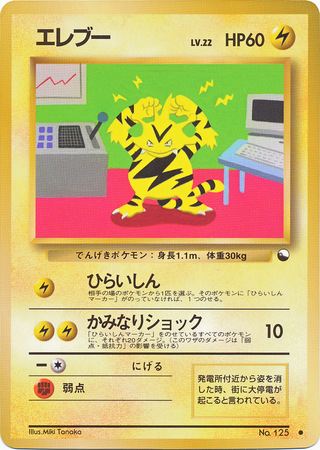 エレブー LV.22 HP60
でんげきポケモン：身長1.1m、体重30kg
ひらいしん
相手の場のポケモンから1匹を選ぶ。そのポケモンに「ひらいしん
マーカー」がのっていなければ、1つのせる。
かみなりショック 10
「ひらいしんマーカー」をのせているすべてのポケモン
に、それぞれ20ダメージ。（このワザのダメージは「弱
点・抵抗力」の影響を受ける）
にげる
弱点
発電所付近から姿を消
した時、街に大停電が
起こると言われている。
Illus.Miki Tanaka No.125